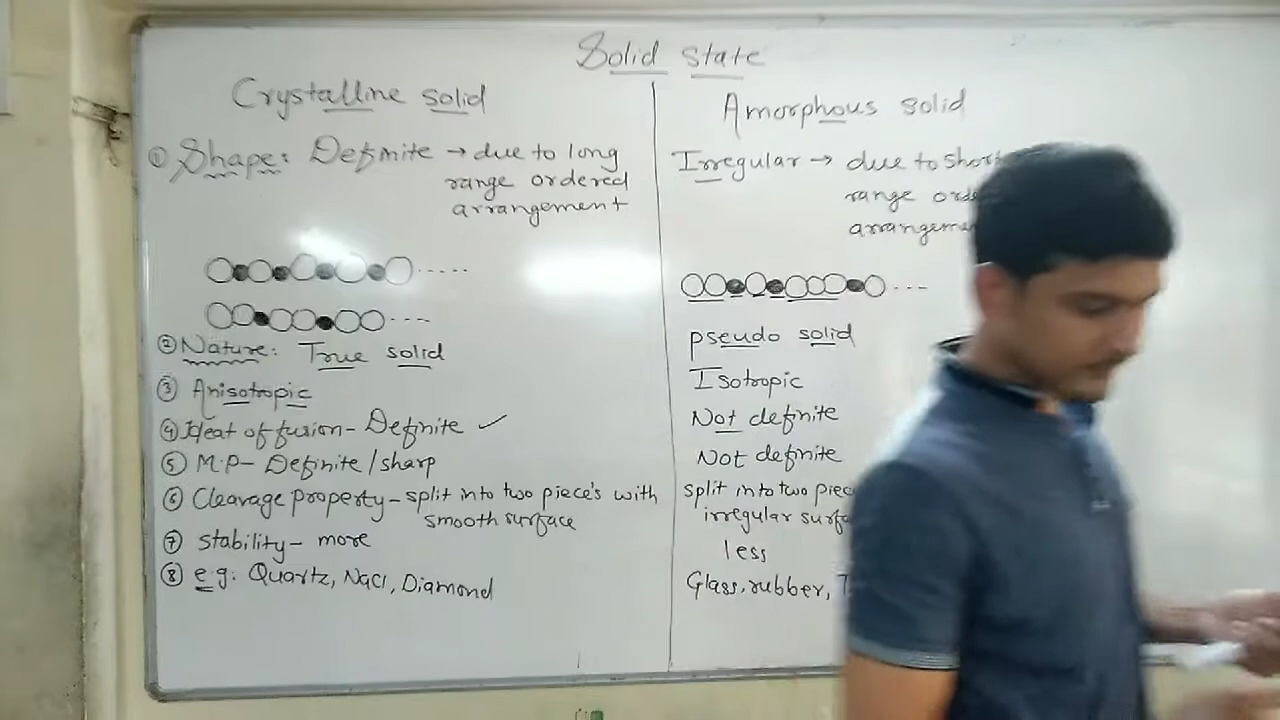 Solid state
Crystalline solid
① Shape: Definite → due to long
range ordered
arrangement
② Nature: True solid
③ Anisotropic
④ Heat of fusion- Definite ✓
⑤ M.P- Definite/sharp
⑥ Cleavage property- split into two piece's with
smooth surface
⑦ stability- more
⑧ e.g: Quartz, NaCl, Diamond
Amorphous solid
Irregular → due to short
range
pseudo solid
Isotropic
Not definite
Not definite
split into two
irregular
less
Glass, rubber,